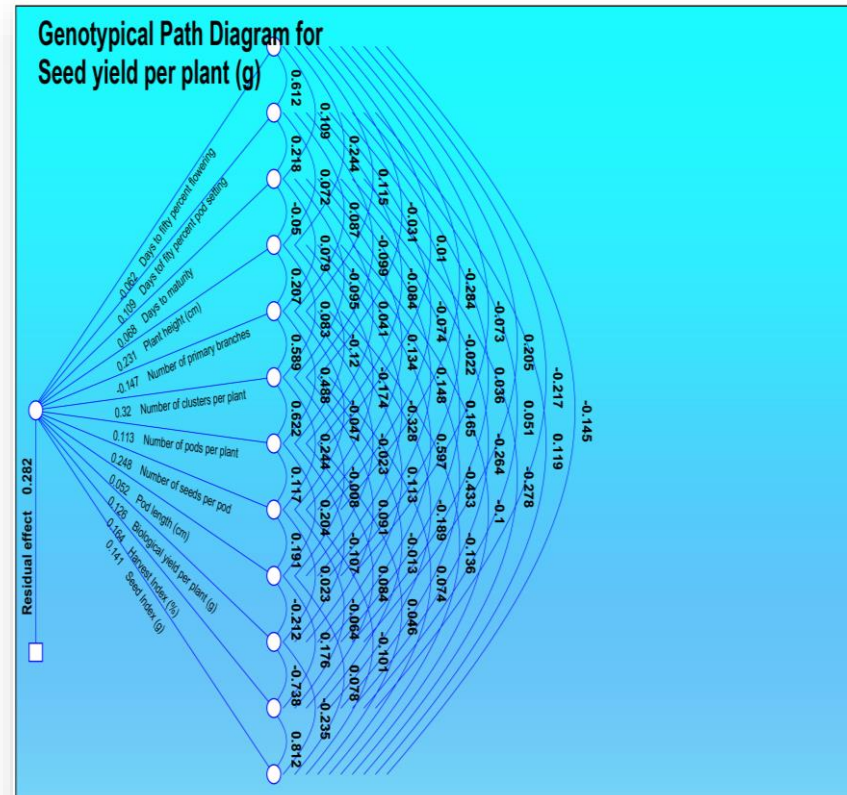 Genotypical Path Diagram for
Seed yield per plant (g)
-0.062 Days to fifty percent flowering
0.109 Days tof fity percent pod setting
0.068 Days to maturity
0.231 Plant height (cm)
-0.147 Number of primary branches
0.32 Number of clusters per plant
0.113 Number of pods per plant
0.248 Number of seeds per pod
0.052 Pod length (cm)
0.126 Biological yield per plant (g)
0.164 Harvest Index (%)
0.141 Seed Index (g)
Residual effect 0.282
0.612 0.218 -0.05 0.207 0.589 0.622 0.117 0.191 -0.212 -0.738 0.812
0.109 0.072 0.079 0.083 0.488 0.244 0.204 0.023 0.176 -0.235
0.244 0.087 -0.095 -0.12 -0.047 -0.008 -0.107 -0.064 0.078
0.115 -0.099 0.041 -0.174 -0.023 0.091 0.084 -0.101
-0.031 -0.084 0.134 -0.328 0.113 -0.013 0.046
0.01 -0.074 0.148 0.597 -0.189 0.074
-0.284 -0.022 0.165 -0.433 -0.136
-0.073 0.036 -0.264 -0.1
0.205 0.051 -0.278
-0.217 0.119
-0.145